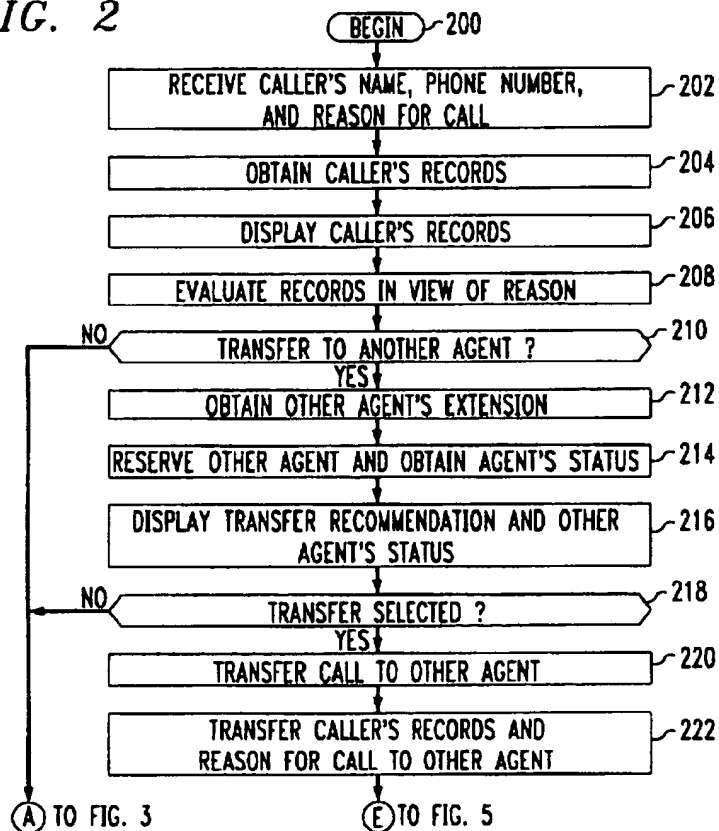 IG. 2
BEGIN 200
RECEIVE CALLER'S NAME, PHONE NUMBER,
AND REASON FOR CALL
202
OBTAIN CALLER'S RECORDS
204
DISPLAY CALLER'S RECORDS
206
EVALUATE RECORDS IN VIEW OF REASON
208
NO
TRANSFER TO ANOTHER AGENT ?
210
YES
OBTAIN OTHER AGENT'S EXTENSION
212
RESERVE OTHER AGENT AND OBTAIN AGENT'S STATUS
214
DISPLAY TRANSFER RECOMMENDATION AND OTHER
AGENT'S STATUS
216
NO
TRANSFER SELECTED ?
218
YES
TRANSFER CALL TO OTHER AGENT
220
TRANSFER CALLER'S RECORDS AND
REASON FOR CALL TO OTHER AGENT
222
A TO FIG. 3
E TO FIG. 5